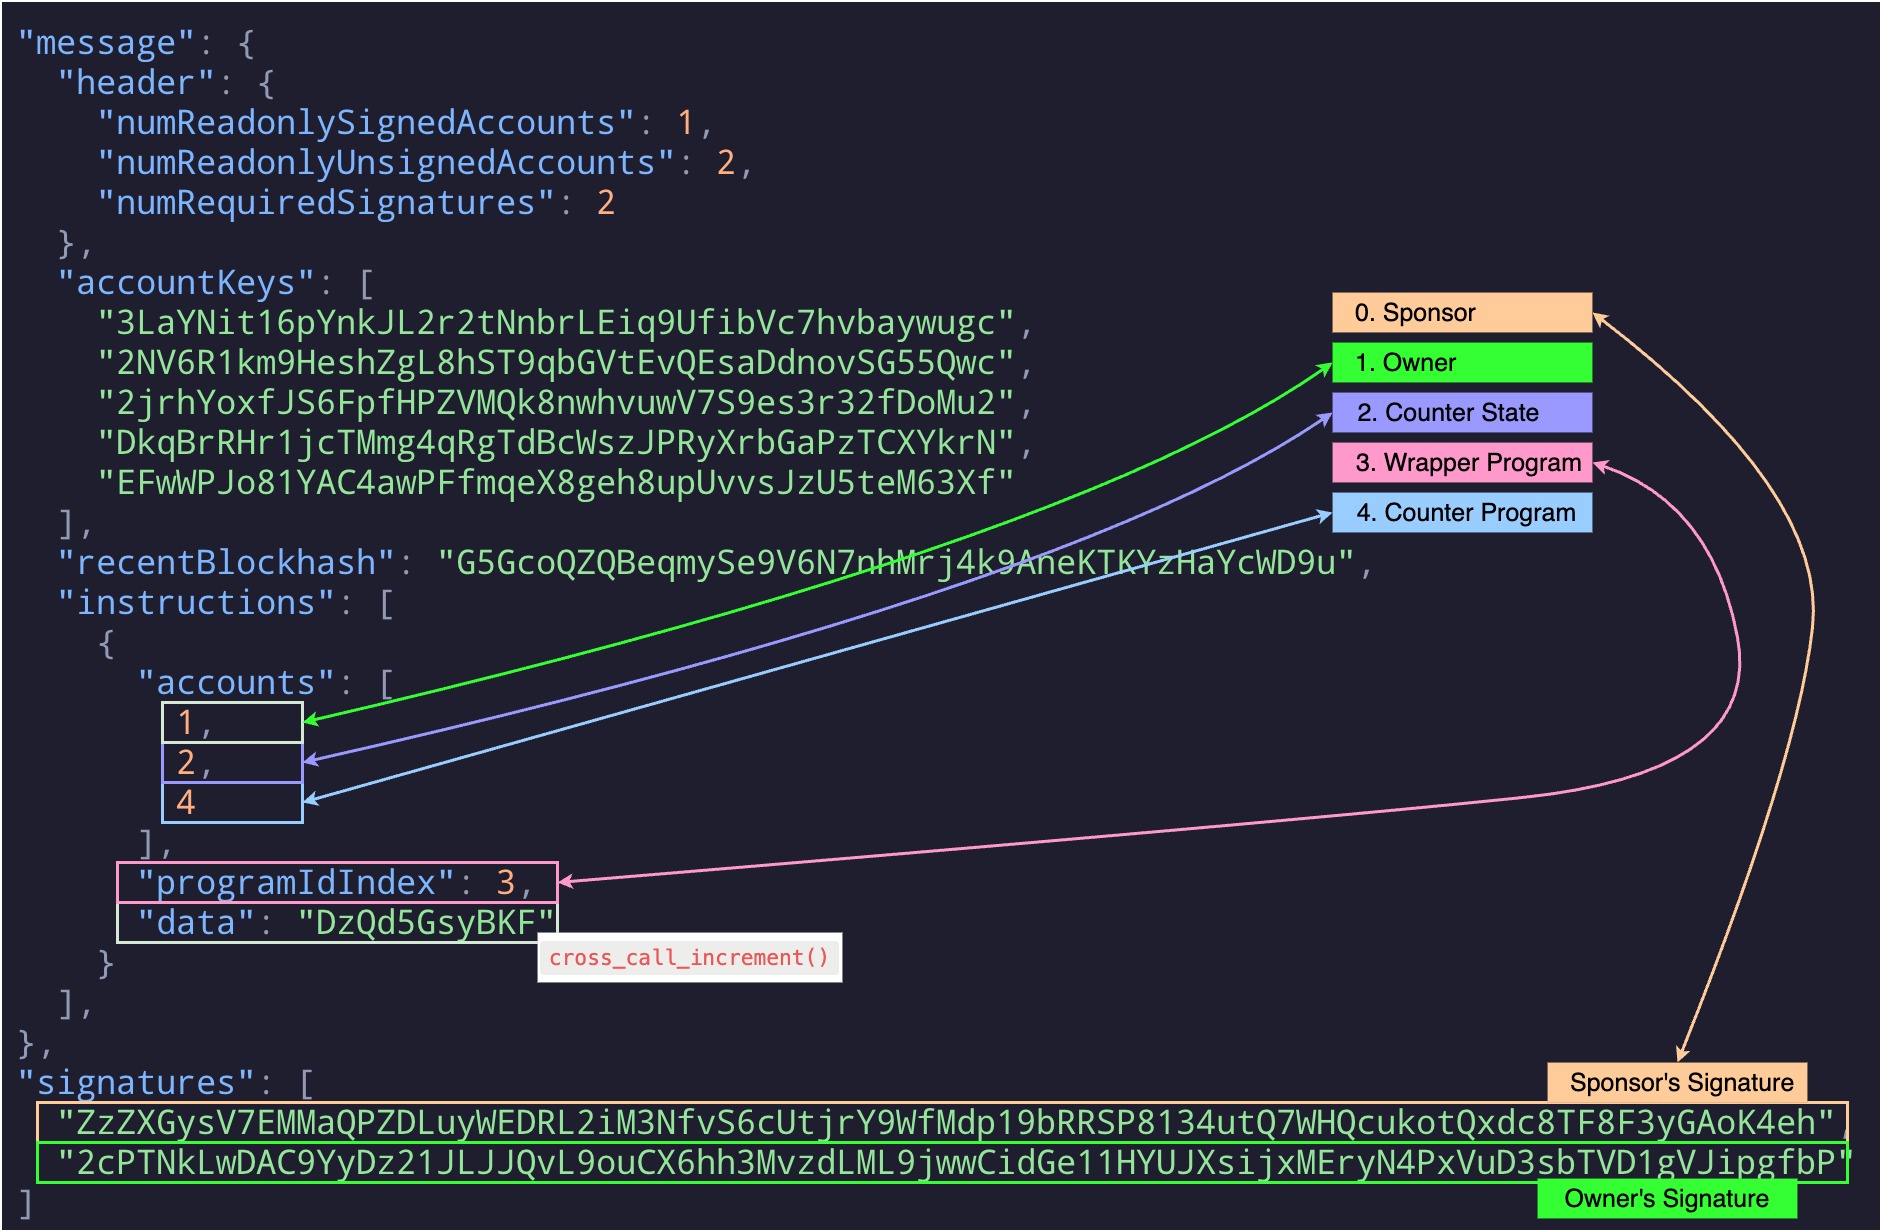 "message": {
"header": {
"numReadonlySignedAccounts": 1,
"numReadonlyUnsignedAccounts": 2,
"numRequiredSignatures": 2
},
"accountKeys": [
"3LaYNit16pYnkJL2r2tNnbrLEiq9UfibVc7hvbaywugc",
0. Sponsor
"2NV6R1km9HeshZgL8hST9qbGVtEvQEsaDdnovSG55Qwc",
1. Owner
"2jrhYoxfJS6FpfHPZVMQk8nwhvuwV7S9es3r32fDoMu2",
2. Counter State
"DkqBrRHr1jcTMmg4qRgTdBcWszJPRyXrbGaPzTCXYkrN",
3. Wrapper Program
"EFwWPJo81YAC4awPFfmqeX8geh8upUvvsJzU5teM63Xf"
4. Counter Program
],
"recentBlockhash": "G5GcoQZQBeqmySe9V6N7nhMrj4k9AneKTKYzHaYcWD9u",
"instructions": [
{
"accounts": [
1,
2,
4
],
"programIdIndex": 3,
"data": "DzQd5GsyBKF"
cross_call_increment()
}
],
},
"signatures": [
Sponsor's Signature
"ZzZXGysV7EMMaQPZDLuyWEDRL2iM3NfvS6cUtjrY9WfMdp19bRRSP8134utQ7WHQcukotQxdc8TF8F3yGAoK4eh",
"2cPTNkLwDAC9YyDz21JLJJQvL9ouCX6hh3MvzdLML9jwwCidGe11HYUJXsijxMEryN4PxVuD3sbTVD1gVJipgfbP"
Owner's Signature
]